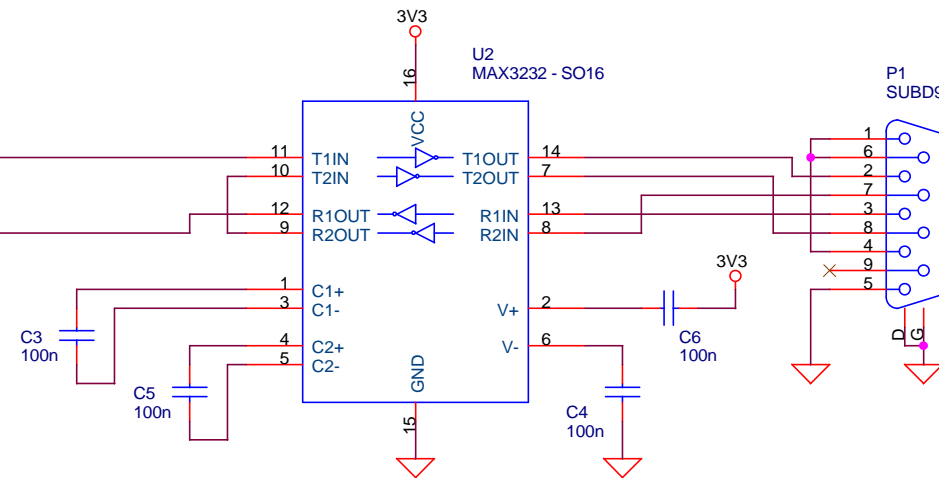 3V3
U2
MAX3232 - SO16
P1
SUBD9
16
VCC
1
6
2
7
3
8
4
9
5
11
T1IN
T1OUT
14
10
T2IN
T2OUT
7
12
R1OUT
R1IN
13
9
R2OUT
R2IN
8
3V3
1
C1+
3
C1-
V+
2
C3
100n
C6
100n
4
C2+
V-
6
5
C2-
D
G
C5
100n
GND
15
C4
100n